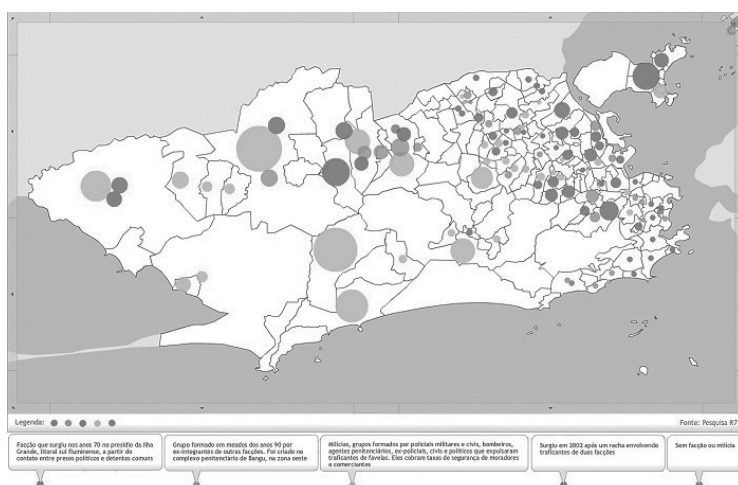 Legenda:
Fonte: Pesquisa R7
Facção que surgiu nos anos 70 no presídio da Ilha
Grande, litoral sul fluminense, a partir do
contato entre presos políticos e detentos comuns
Grupo formado em meados dos anos 90 por
ex-integrantes de outras facções. Foi criado no
complexo penitenciário de Bangu, na zona oeste
Milícias, grupos formados por policiais militares e civis, bombeiros,
agentes penitenciários, ex-policiais, civis e políticos que expulsaram
traficantes de favelas. Eles cobram taxas de segurança de moradores
e comerciantes
Surgiu em 2002 após um racha envolvendo
traficantes de duas facções
Sem facção ou milícia